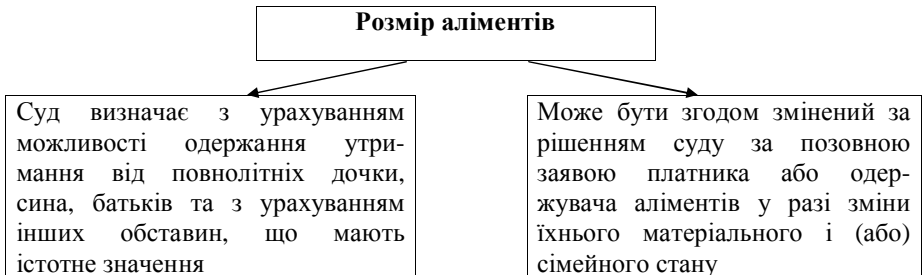 Розмір аліментів
Суд визначає з урахуванням
можливості одержання утри-
мання від повнолітніх дочки,
сина, батьків та з урахуванням
інших обставин, що мають
істотне значення
Може бути згодом змінений за
рішенням суду за позовною
заявою платника або одер-
жувача аліментів у разі зміни
їхнього матеріального і (або)
сімейного стану